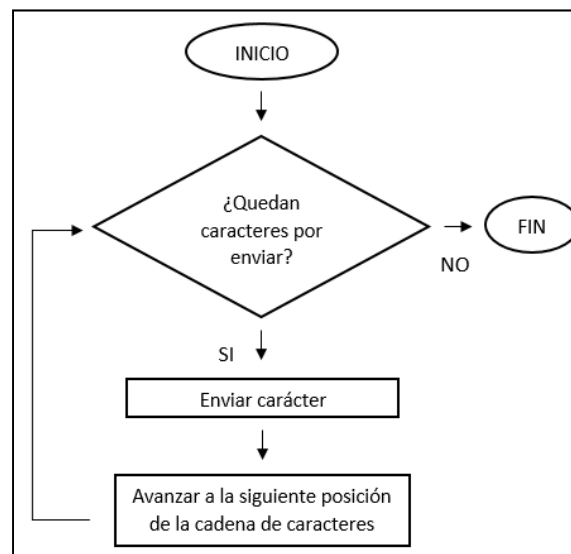 INICIO
¿Quedan
caracteres por
enviar?
FIN
NO
SI
Enviar carácter
Avanzar a la siguiente posición
de la cadena de caracteres